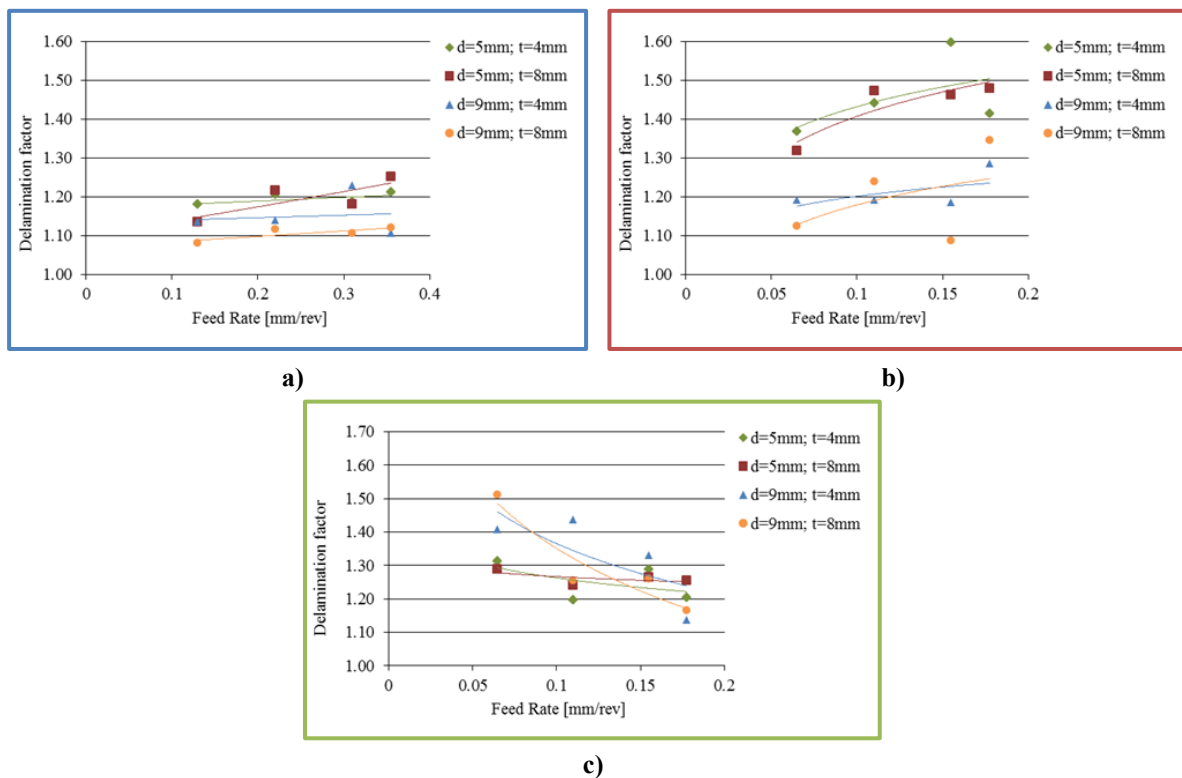 1.60
1.50
1.40
1.30
1.20
1.10
1.00
0
0.1
0.2
0.3
0.4
Delamination factor
Feed Rate [mm/rev]
d=5mm; t=4mm
d=5mm; t=8mm
d=9mm; t=4mm
d=9mm; t=8mm
a)
1.60
1.50
1.40
1.30
1.20
1.10
1.00
0
0.05
0.1
0.15
0.2
Delamination factor
Feed Rate [mm/rev]
d=5mm; t=4mm
d=5mm; t=8mm
d=9mm; t=4mm
d=9mm; t=8mm
b)
1.70
1.60
1.50
1.40
1.30
1.20
1.10
1.00
0
0.05
0.1
0.15
0.2
Delamination factor
Feed Rate [mm/rev]
d=5mm; t=4mm
d=5mm; t=8mm
d=9mm; t=4mm
d=9mm; t=8mm
c)